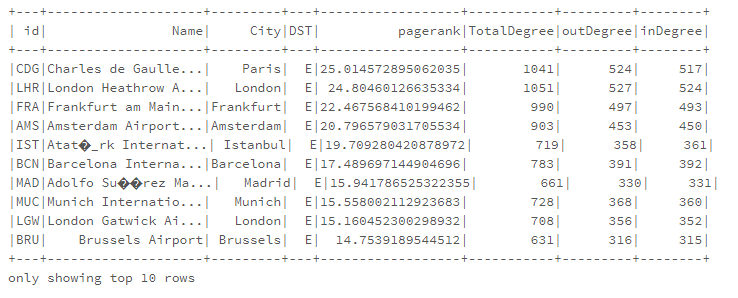 +---+--------------------+---------+---+------------------+-----------+---------+--------+
| id|                Name|     City|DST|          pagerank|TotalDegree|outDegree|inDegree|
+---+--------------------+---------+---+------------------+-----------+---------+--------+
|CDG|Charles de Gaulle...|    Paris|  E|25.014572895062035|       1041|      524|     517|
|LHR|London Heathrow A...|   London|  E| 24.80460126635334|       1051|      527|     524|
|FRA|Frankfurt am Main...|Frankfurt|  E|22.467568410199462|        990|      497|     493|
|AMS|Amsterdam Airport...|Amsterdam|  E|20.796579031705534|        903|      453|     450|
|IST|Atat�_rk Internat...| Istanbul|  E|19.709280420878972|        719|      358|     361|
|BCN|Barcelona Interna...|Barcelona|  E|17.489697144904696|        783|      391|     392|
|MAD|Adolfo Su��rez Ma...|   Madrid|  E|15.941786525322355|        661|      330|     331|
|MUC|Munich Internatio...|   Munich|  E|15.558002112923683|        728|      368|     360|
|LGW|London Gatwick Ai...|   London|  E|15.160452300298932|        708|      356|     352|
|BRU|    Brussels Airport| Brussels|  E|  14.7539189544512|        631|      316|     315|
+---+--------------------+---------+---+------------------+-----------+---------+--------+
only showing top 10 rows